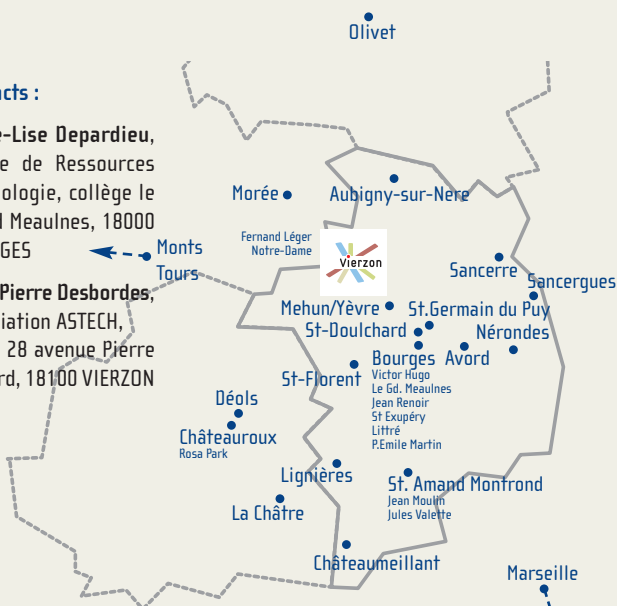 Olivet
acts :
e-Lise Depardieu,
e de Ressources
ologie, collège le
l Meaulnes, 18000
GES
Pierre Desbordes,
iation ASTECH,
28 avenue Pierre
rd, 18100 VIERZON
Morée
Aubigny-sur-Nere
Fernand Léger
Notre-Dame
Vierzon
Monts
Tours
Sancerre
Sancergues
Mehun/Yèvre
St.Germain du Puy
St-Doulchard
Nérondes
Bourges
Avord
Victor Hugo
Le Gd. Meaulnes
Jean Renoir
St Exupéry
Littré
P.Emile Martin
St-Florent
Déols
Châteauroux
Rosa Park
Lignières
St. Amand Montrond
Jean Moulin
Jules Valette
La Châtre
Châteaumeillant
Marseille